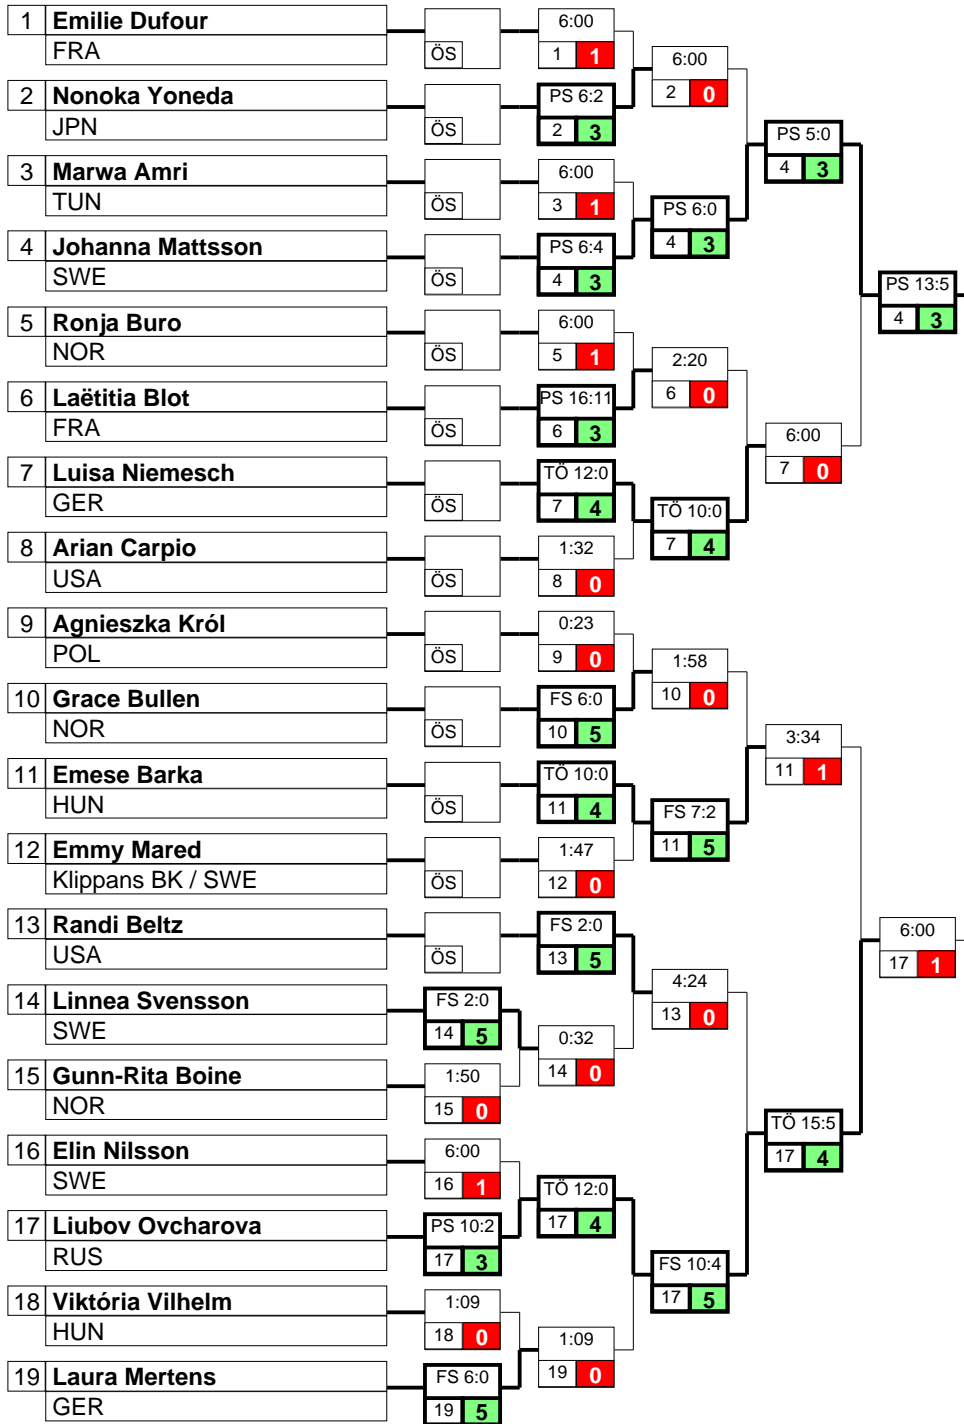 1 Emilie Dufour
FRA
ÖS
6:00
1 1
6:00
2 0
2 Nonoka Yoneda
JPN
ÖS
PS 6:2
2 3
PS 5:0
4 3
3 Marwa Amri
TUN
ÖS
6:00
3 1
PS 6:0
4 3
4 Johanna Mattsson
SWE
ÖS
PS 6:4
4 3
PS 13:5
4 3
5 Ronja Buro
NOR
ÖS
6:00
5 1
2:20
6 0
6 Laëtitia Blot
FRA
ÖS
PS 16:11
6 3
6:00
7 0
7 Luisa Niemesch
GER
ÖS
TÖ 12:0
7 4
TÖ 10:0
7 4
8 Arian Carpio
USA
ÖS
1:32
8 0
9 Agnieszka Król
POL
ÖS
0:23
9 0
1:58
10 0
10 Grace Bullen
NOR
ÖS
FS 6:0
10 5
3:34
11 1
11 Emese Barka
HUN
ÖS
TÖ 10:0
11 4
FS 7:2
11 5
12 Emmy Mared
Klippans BK / SWE
ÖS
1:47
12 0
13 Randi Beltz
USA
ÖS
FS 2:0
13 5
6:00
17 1
4:24
13 0
14 Linnea Svensson
SWE
FS 2:0
14 5
0:32
14 0
15 Gunn-Rita Boine
NOR
1:50
15 0
TÖ 15:5
17 4
16 Elin Nilsson
SWE
6:00
16 1
TÖ 12:0
17 4
17 Liubov Ovcharova
RUS
PS 10:2
17 3
FS 10:4
17 5
18 Viktória Vilhelm
HUN
1:09
18 0
1:09
19 0
19 Laura Mertens
GER
FS 6:0
19 5